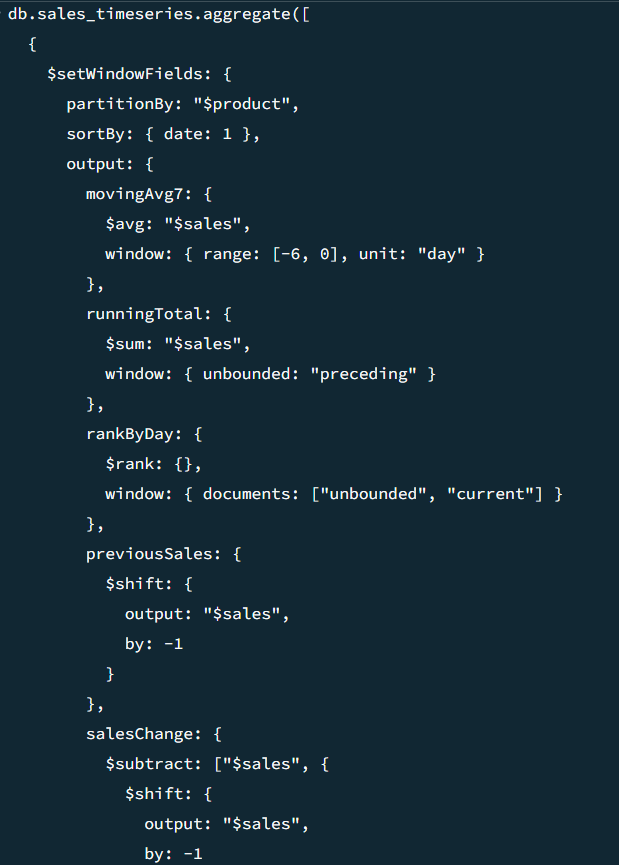 db.sales_timeseries.aggregate([
  {
    $setWindowFields: {
      partitionBy: "$product",
      sortBy: { date: 1 },
      output: {
        movingAvg7: {
          $avg: "$sales",
          window: { range: [-6, 0], unit: "day" }
        },
        runningTotal: {
          $sum: "$sales",
          window: { unbounded: "preceding" }
        },
        rankByDay: {
          $rank: {},
          window: { documents: ["unbounded", "current"] }
        },
        previousSales: {
          $shift: {
            output: "$sales",
            by: -1
          }
        },
        salesChange: {
          $subtract: ["$sales", {
            $shift: {
              output: "$sales",
              by: -1